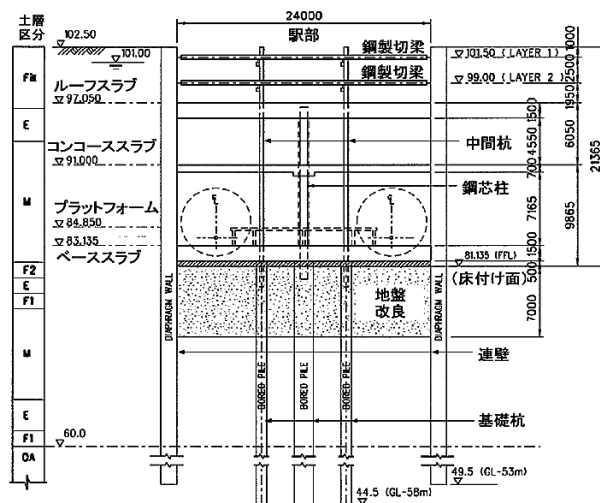 土層
区分
24000
駅部
102.50
101.00
鋼製切梁
101.50 (LAYER 1)
1000
Fill
鋼製切梁
99.00 (LAYER 2)
2500
ルーフスラブ
97.050
1950
E
1500
コンコーススラブ
91.000
中間杭
4550
6050
700
21365
鋼芯柱
M
プラットフォーム
84.850
7165
9865
83.135
ベーススラブ
1500
81.135 (FFL)
F2
(床付け面)
500
E
F1
DIAPHRAGM WALL
地盤
改良
DIAPHRAGM WALL
7000
M
連壁
BORED PILE
BORED PILE
BORED PILE
E
基礎杭
F1
60.0
OA
49.5 (GL-53m)
44.5 (GL-58m)